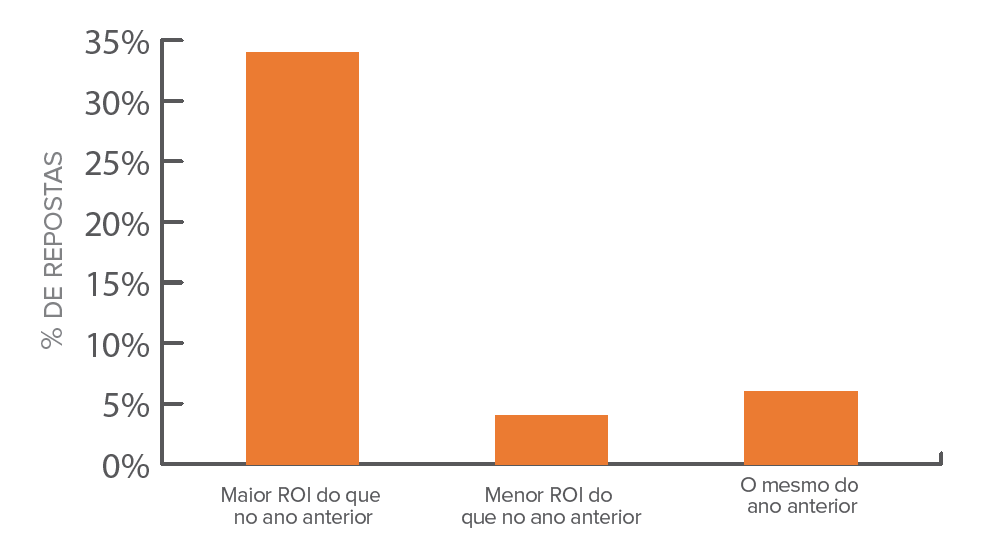 35%
30%
25%
20%
15%
10%
5%
0%
% DE REPOSTAS
Maior ROI do que
no ano anterior
Menor ROI do
que no ano anterior
O mesmo do
ano anterior